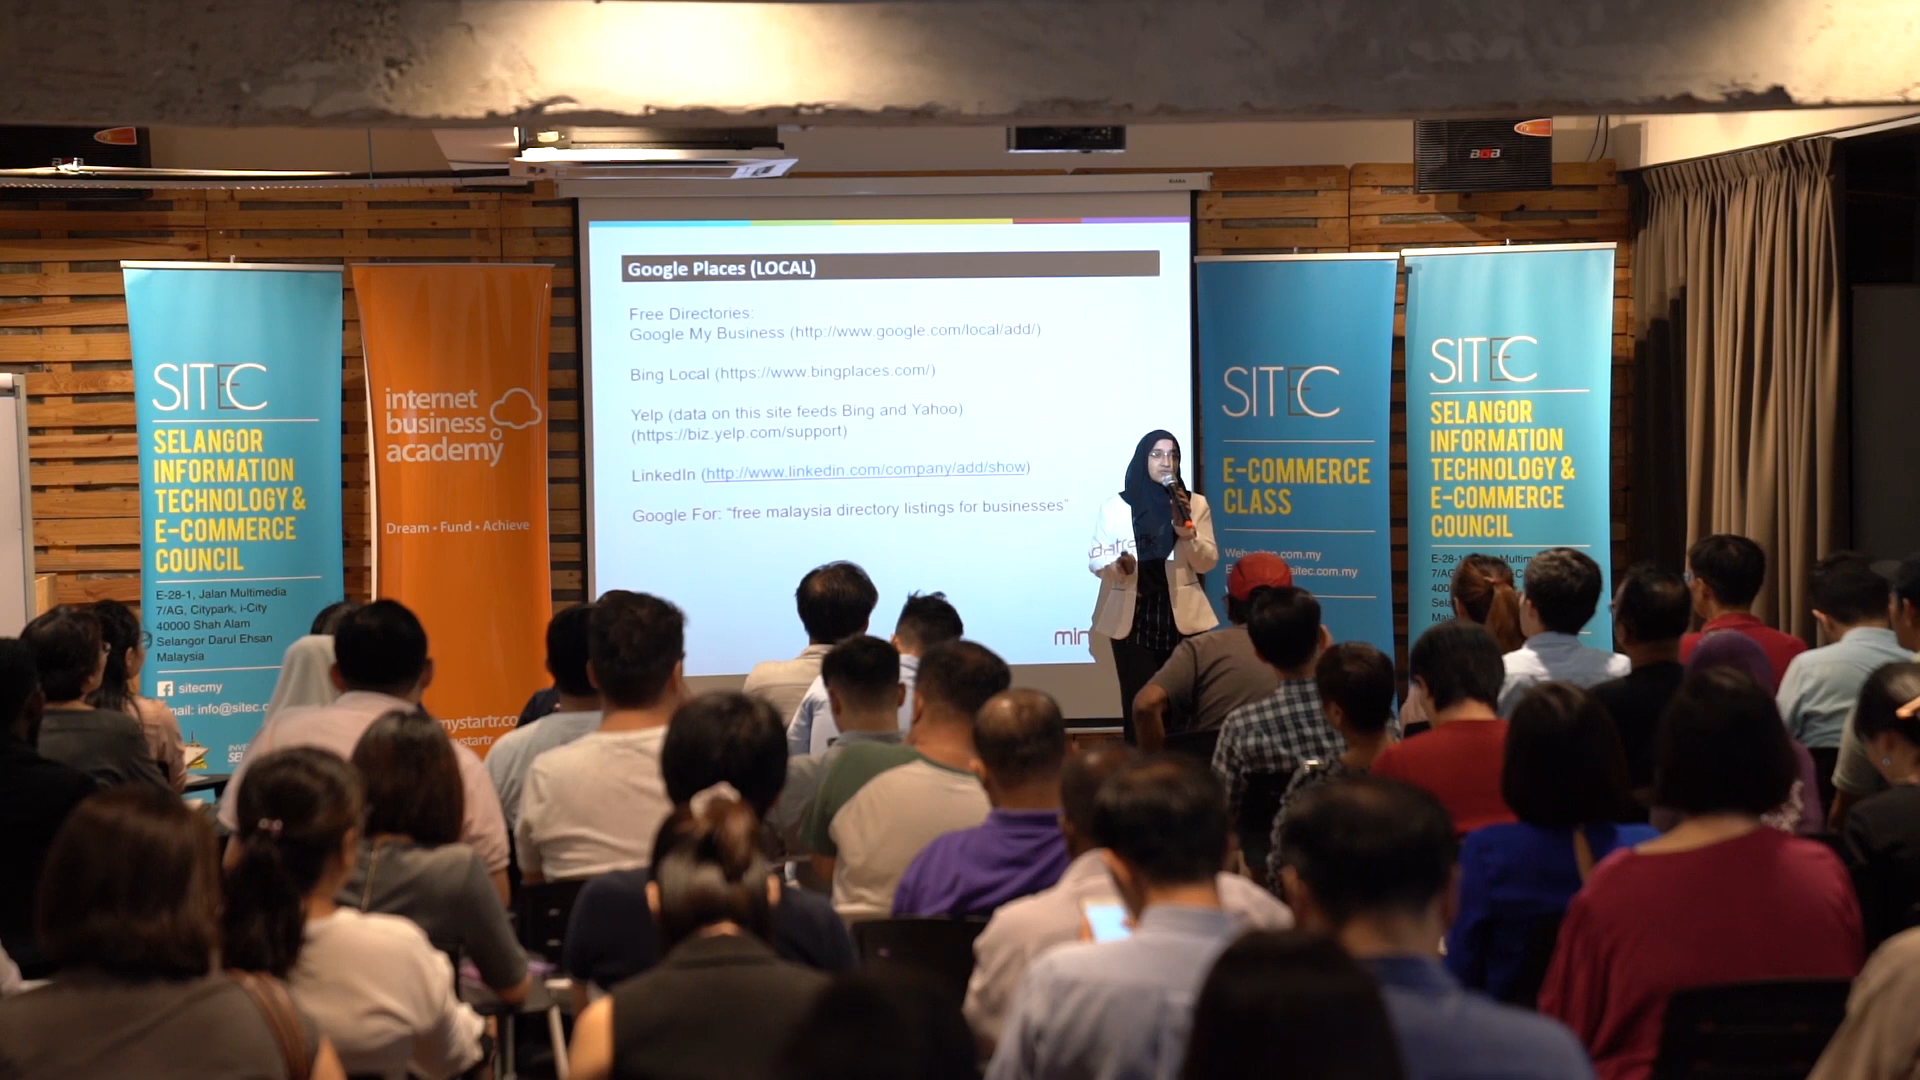 Google Places (LOCAL)
Free Directories:
Google My Business (http://www.google.com/local/add/)
Bing Local (https://www.bingplaces.com/)
Yelp (data on this site feeds Bing and Yahoo)
(https://biz.yelp.com/support)
LinkedIn (http://www.linkedin.com/company/add/show)
Google For: "free malaysia directory listings for businesses"
SITEC
SELANGOR
INFORMATION
TECHNOLOGY &
E-COMMERCE
COUNCIL
E-28-1, Jalan Multimedia
7/AG, Citypark, i-City
40000 Shah Alam
Selangor Darul Ehsan
Malaysia
sitecmy
internet
business
academy
Dream • Fund • Achieve
SITEC
E-COMMERCE
CLASS
SITEC
SELANGOR
INFORMATION
TECHNOLOGY &
E-COMMERCE
COUNCIL